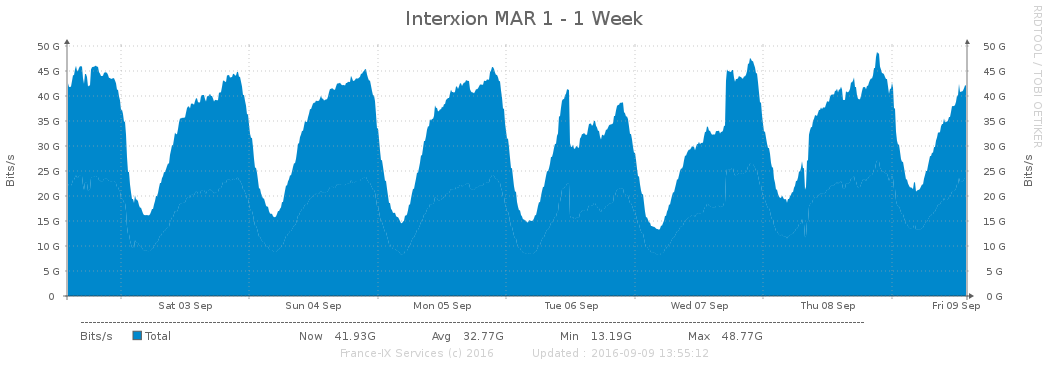 Interxion MAR 1 - 1 Week
RRDTOOL / TOBI OETIKER
Bits/s
50 G
45 G
40 G
35 G
30 G
25 G
20 G
15 G
10 G
5 G
0
50 G
45 G
40 G
35 G
30 G
25 G
20 G
15 G
10 G
5 G
0 G
Bits/s
Sat 03 Sep Sun 04 Sep Mon 05 Sep Tue 06 Sep Wed 07 Sep Thu 08 Sep Fri 09 Sep
Bits/s Total Now 41.93G Avg 32.77G Min 13.19G Max 48.77G
France-IX Services (c) 2016 Updated : 2016-09-09 13:55:12